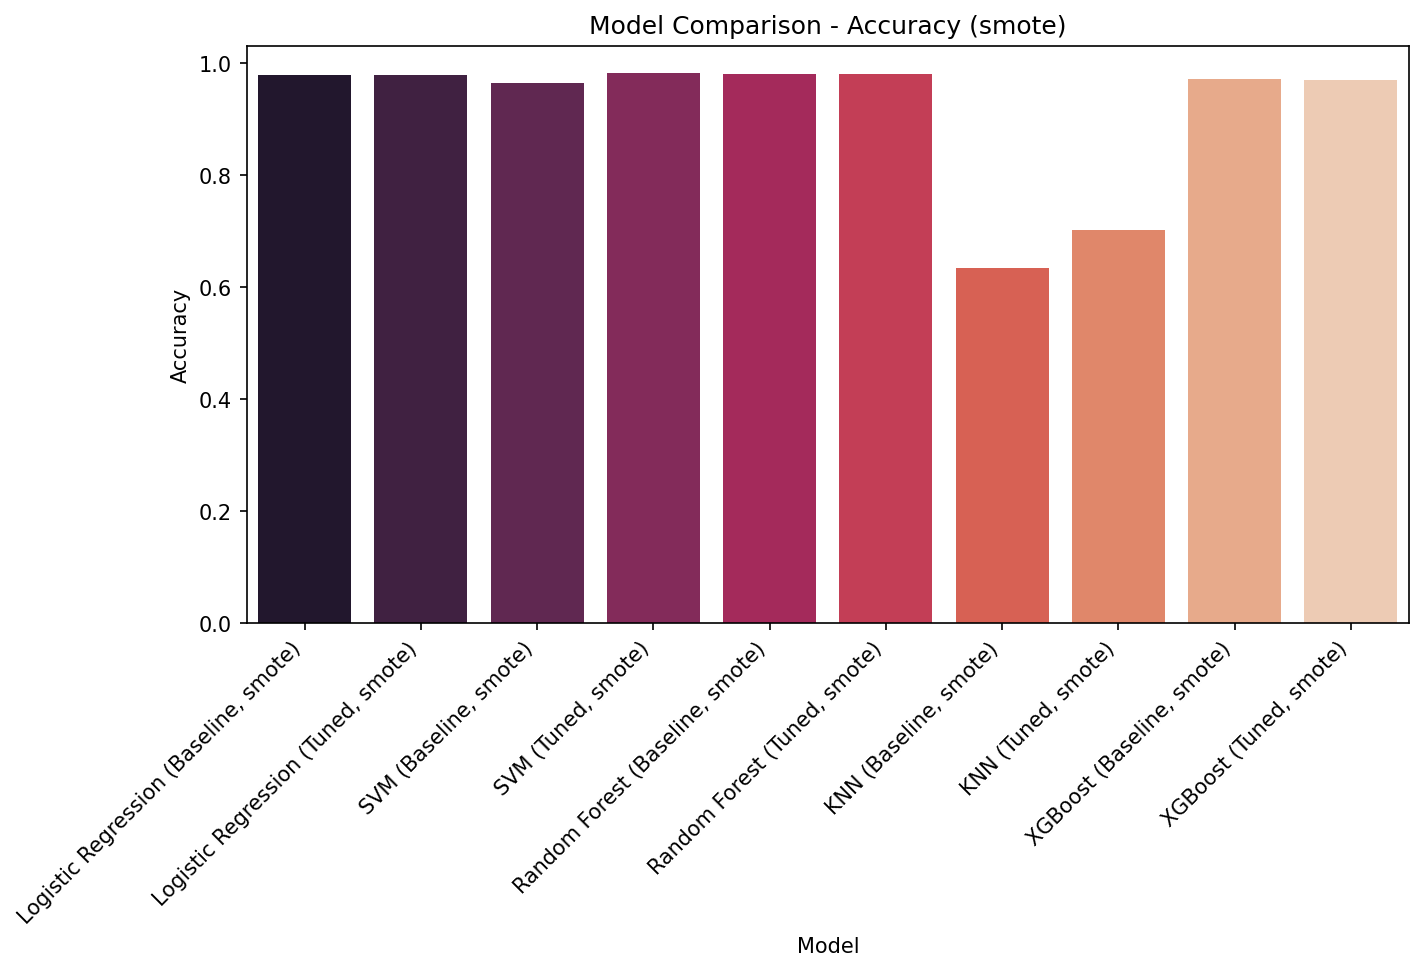 Model Comparison - Accuracy (smote)
Accuracy
1.0
0.8
0.6
0.4
0.2
0.0
Logistic Regression (Baseline, smote)
Logistic Regression (Tuned, smote)
SVM (Baseline, smote)
SVM (Tuned, smote)
Random Forest (Baseline, smote)
Random Forest (Tuned, smote)
KNN (Baseline, smote)
KNN (Tuned, smote)
XGBoost (Baseline, smote)
XGBoost (Tuned, smote)
Model